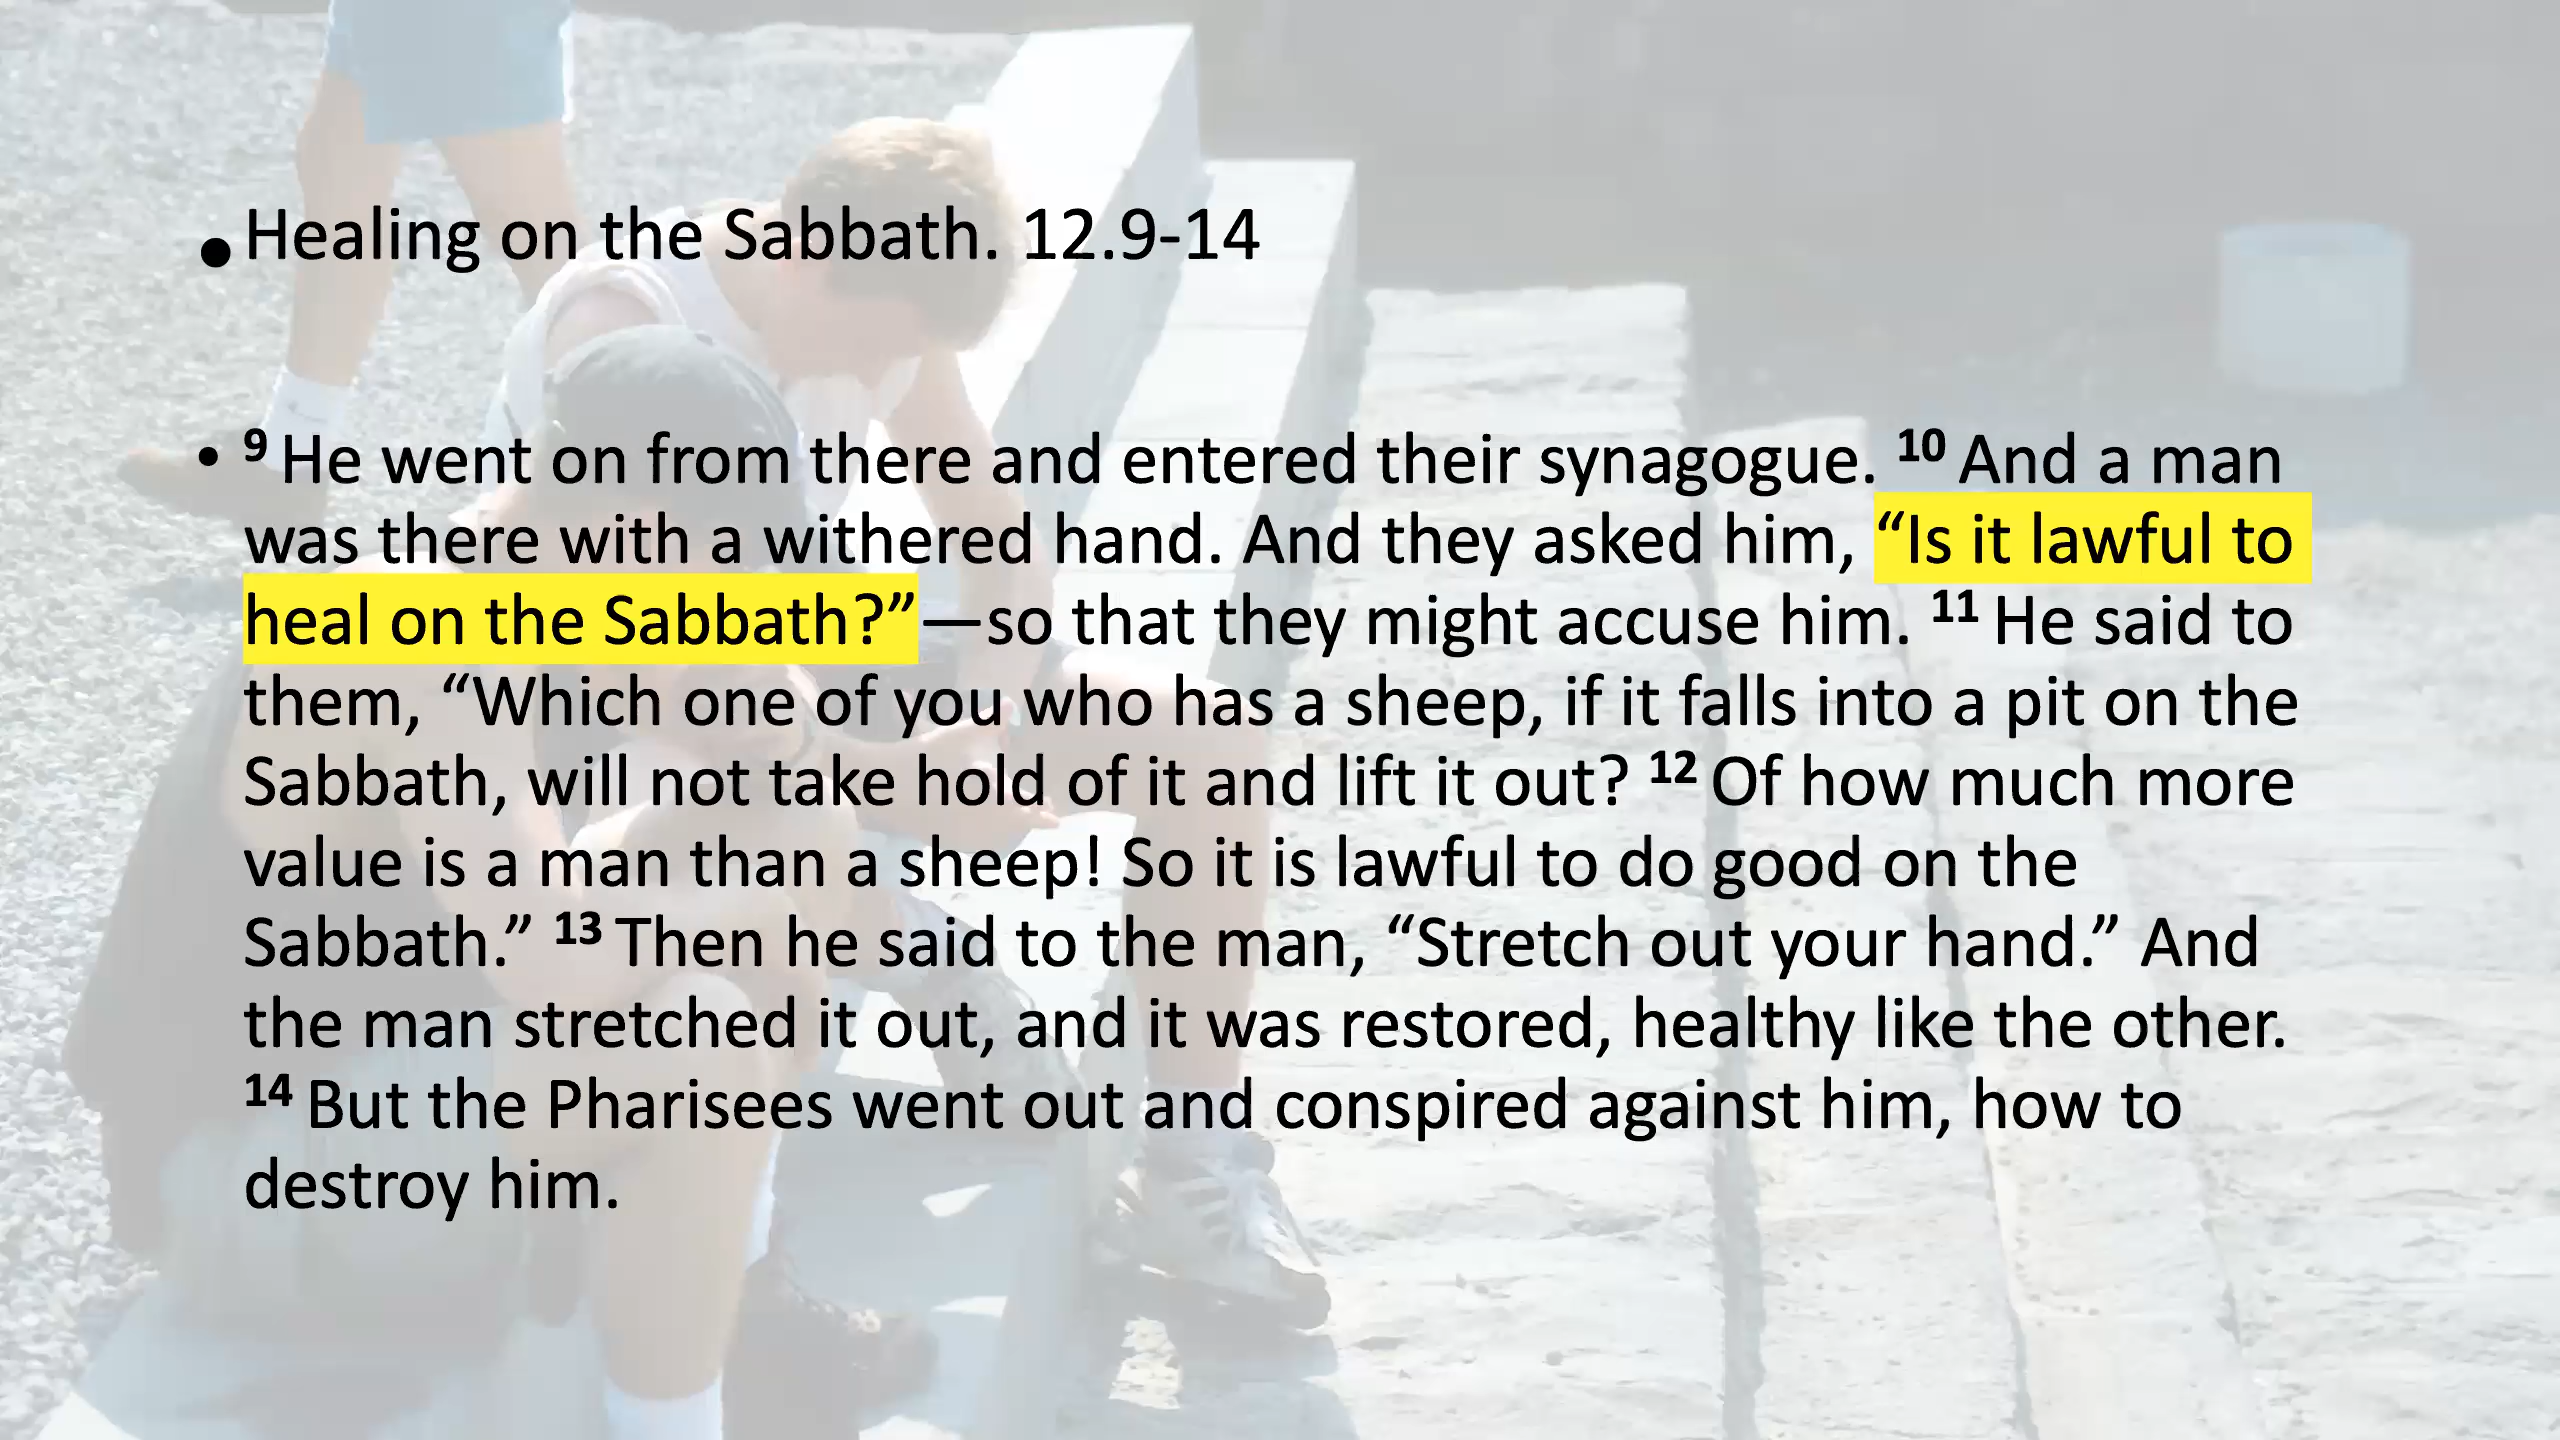 • Healing on the Sabbath. 12.9-14
• 9 He went on from there and entered their synagogue. 10 And a man
was there with a withered hand. And they asked him, “Is it lawful to
heal on the Sabbath?”—so that they might accuse him. 11 He said to
them, “Which one of you who has a sheep, if it falls into a pit on the
Sabbath, will not take hold of it and lift it out? 12 Of how much more
value is a man than a sheep! So it is lawful to do good on the
Sabbath.” 13 Then he said to the man, “Stretch out your hand.” And
the man stretched it out, and it was restored, healthy like the other.
14 But the Pharisees went out and conspired against him, how to
destroy him.